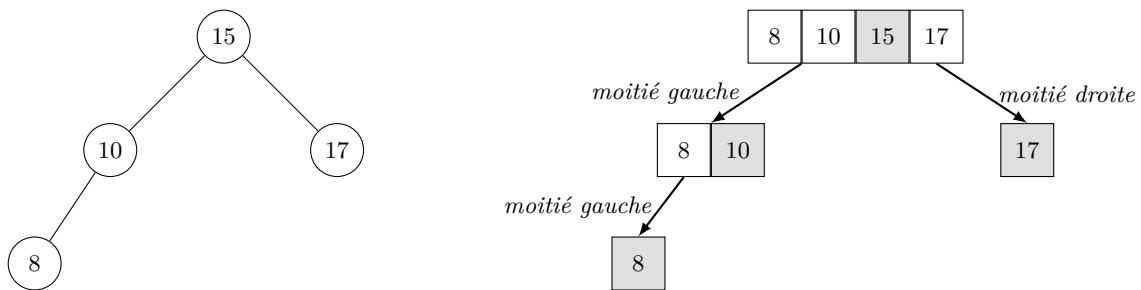 15
10
17
8
8 10 15 17
moitié gauche
moitié droite
8 10
17
moitié gauche
8